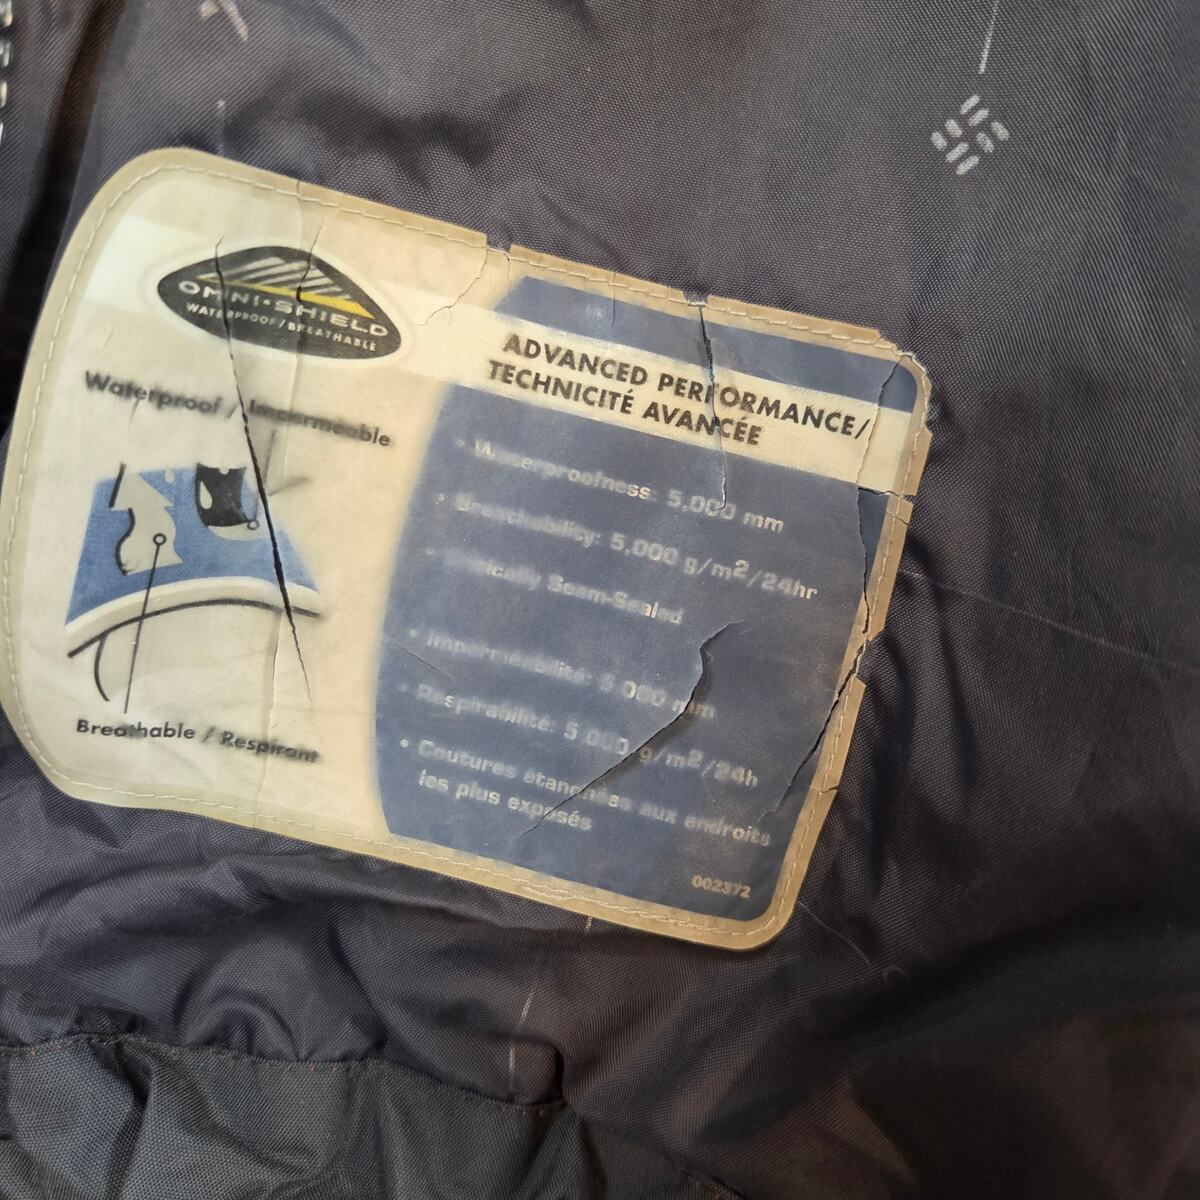 OMNI·SHIELD
WATERPROOF/BREATHABLE
Waterproof / Imperméable
Breathable / Respirant
ADVANCED PERFORMANCE/
TECHNICITÉ AVANCÉE
• Waterproofness: 5,000 mm
• Breathability: 5,000 g/m2/24hr
• Seam-Sealed
• Imperméabilité: 5 000 mm
• Respirabilité: 5 000 g/m2/24h
• Coutures étanchées aux endroits
les plus exposés
002372